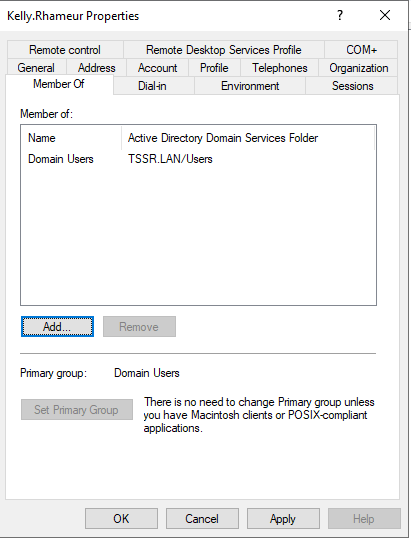 Kelly.Rhameur Properties
?
Remote control Remote Desktop Services Profile COM+
General Address Account Profile Telephones Organization
Member Of Dial-in Environment Sessions
Member of:
Name Active Directory Domain Services Folder
Domain Users TSSR.LAN/Users
Add... Remove
Primary group: Domain Users
Set Primary Group
There is no need to change Primary group unless
you have Macintosh clients or POSIX-compliant
applications.
OK Cancel Apply Help